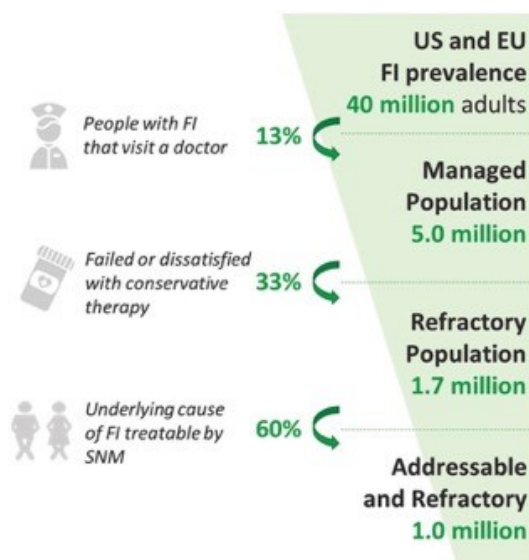 US and EU
FI prevalence
40 million adults
People with FI
that visit a doctor
13%
Managed
Population
5.0 million
Failed or dissatisfied
with conservative
therapy
33%
Refractory
Population
1.7 million
Underlying cause
of FI treatable by
SNM
60%
Addressable
and Refractory
1.0 million